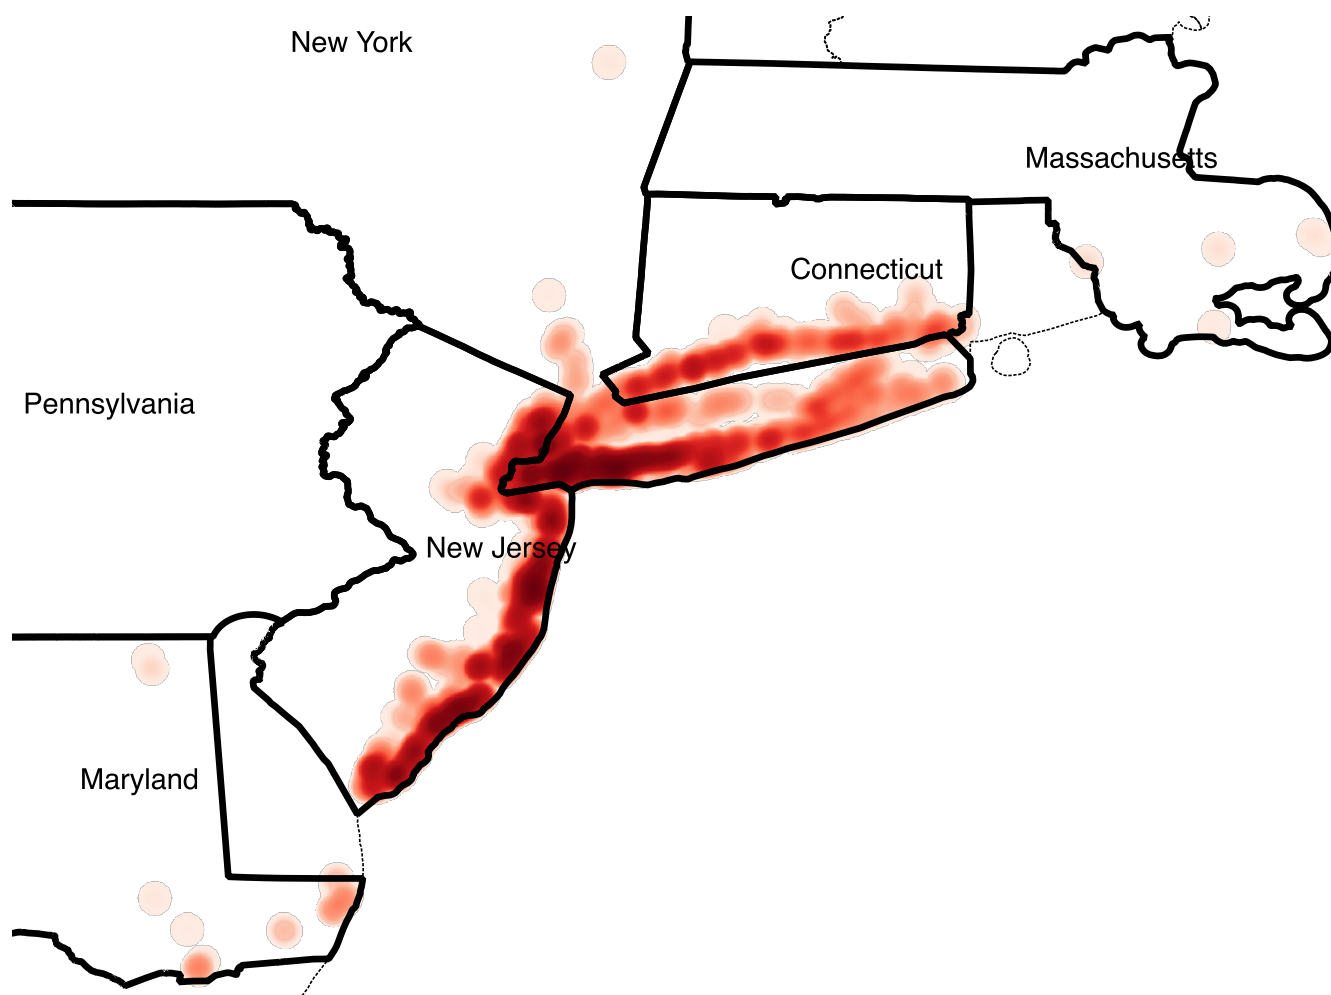 New York
Massachusetts
Connecticut
Pennsylvania
New Jersey
Maryland